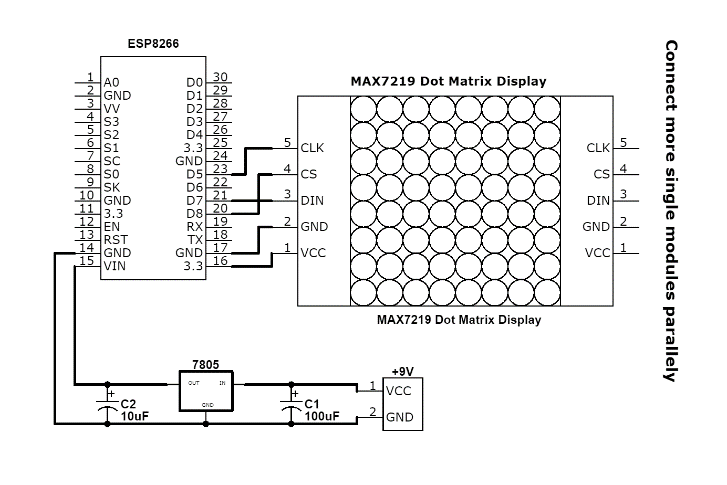 ESP8266
1 A0 D0 30
2 GND D1 29
3 VV D2 28
4 S3 D3 27
5 S2 D4 26
6 S1 3.3 25
7 SC GND 24
8 S0 D5 23
9 SK D6 22
10 GND D7 21
11 3.3 D8 20
12 EN RX 19
13 RST TX 18
14 GND GND 17
15 VIN 3.3 16
MAX7219 Dot Matrix Display
5 CLK CLK 5
4 CS CS 4
3 DIN DIN 3
2 GND GND 2
1 VCC VCC 1
MAX7219 Dot Matrix Display
Connect more single modules parallely
7805
OUT IN
GND
+
C2
10uF
+
C1
100uF
+9V
1 VCC
2 GND